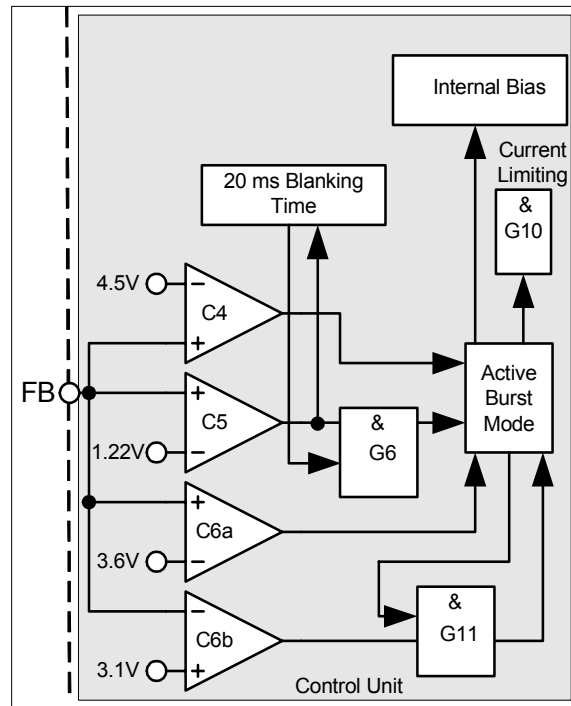 Internal Bias
Current
Limiting
20 ms Blanking
Time
&
G10
4.5V
−
C4
+
FB
+
C5
1.22V
−
&
G6
Active
Burst
Mode
+
C6a
3.6V
−
−
C6b
3.1V
+
&
G11
Control Unit